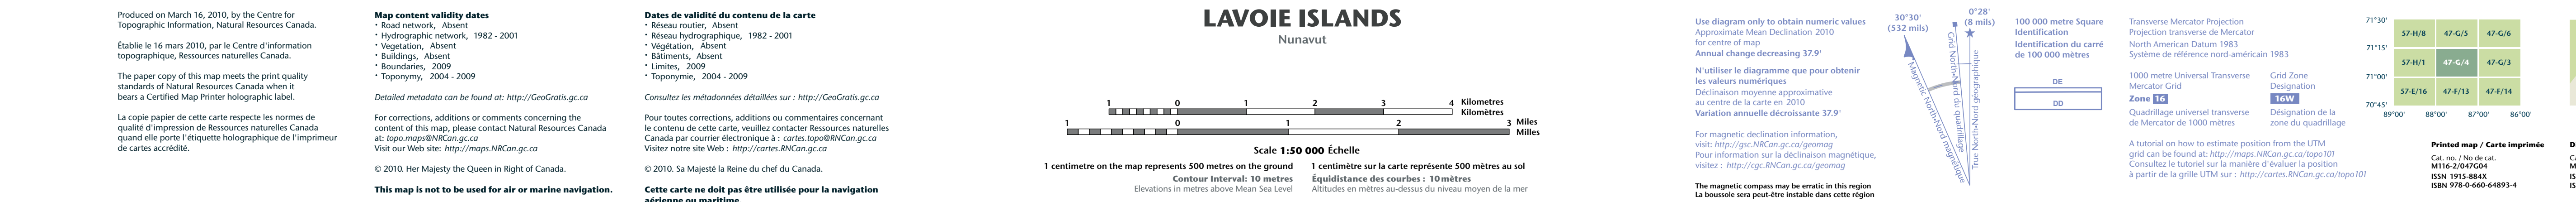 Produced on March 16, 2010, by the Centre for
Topographic Information, Natural Resources Canada.
Établie le 16 mars 2010, par le Centre d'information
topographique, Ressources naturelles Canada.
The paper copy of this map meets the print quality
standards of Natural Resources Canada when it
bears a Certified Map Printer holographic label.
La copie papier de cette carte respecte les normes de
qualité d'impression de Ressources naturelles Canada
quand elle porte l'étiquette holographique de l'imprimeur
de cartes accrédité.
Map content validity dates
· Road network, Absent
· Hydrographic network, 1982 - 2001
· Vegetation, Absent
· Buildings, Absent
· Boundaries, 2009
· Toponymy, 2004 - 2009
Detailed metadata can be found at: http://GeoGratis.gc.ca
For corrections, additions or comments concerning the
content of this map, please contact Natural Resources Canada
at: topo.maps@NRCan.gc.ca
Visit our Web site: http://maps.NRCan.gc.ca
© 2010. Her Majesty the Queen in Right of Canada.
This map is not to be used for air or marine navigation.
Dates de validité du contenu de la carte
· Réseau routier, Absent
· Réseau hydrographique, 1982 - 2001
· Végétation, Absent
· Bâtiments, Absent
· Limites, 2009
· Toponymie, 2004 - 2009
Consultez les métadonnées détaillées sur : http://GeoGratis.gc.ca
Pour toutes corrections, additions ou commentaires concernant
le contenu de cette carte, veuillez contacter Ressources naturelles
Canada par courrier électronique à : cartes.topo@RNCan.gc.ca
Visitez notre site Web : http://cartes.RNCan.gc.ca
© 2010. Sa Majesté la Reine du chef du Canada.
Cette carte ne doit pas être utilisée pour la navigation
aérienne ou maritime.
LAVOIE ISLANDS
Nunavut
1 0 1 2 3 4 Kilometres
Kilomètres
1 0 1 2 3 Miles
Milles
Scale 1:50 000 Échelle
1 centimetre on the map represents 500 metres on the ground
1 centimètre sur la carte représente 500 mètres au sol
Contour Interval: 10 metres
Elevations in metres above Mean Sea Level
Équidistance des courbes : 10 mètres
Altitudes en mètres au-dessus du niveau moyen de la mer
Use diagram only to obtain numeric values
Approximate Mean Declination 2010
for centre of map
Annual change decreasing 37.9'
N'utiliser le diagramme que pour obtenir
les valeurs numériques
Déclinaison moyenne approximative
au centre de la carte en 2010
Variation annuelle décroissante 37.9'
For magnetic declination information,
visit: http://gsc.NRCan.gc.ca/geomag
Pour information sur la déclinaison magnétique,
visitez : http://cgc.RNCan.gc.ca/geomag
The magnetic compass may be erratic in this region
La boussole sera peut-être instable dans cette région
30°30'
(532 mils)
0°28'
(8 mils)
Magnetic North-Nord magnétique
Grid North-Nord du quadrillage
True North-Nord géographique
100 000 metre Square
Identification
Identification du carré
de 100 000 mètres
DE
DD
Transverse Mercator Projection
Projection transverse de Mercator
North American Datum 1983
Système de référence nord-américain 1983
1000 metre Universal Transverse
Mercator Grid
Zone 16
Quadrillage universel transverse
de Mercator de 1000 mètres
Grid Zone
Designation
16W
Désignation de la
zone du quadrillage
A tutorial on how to estimate position from the UTM
grid can be found at: http://maps.NRCan.gc.ca/topo101
Consultez le tutoriel sur la manière d'évaluer la position
à partir de la grille UTM sur : http://cartes.RNCan.gc.ca/topo101
71°30'
57-H/8 47-G/5 47-G/6
71°15'
57-H/1 47-G/4 47-G/3
71°00'
57-E/16 47-F/13 47-F/14
70°45'
89°00' 88°00' 87°00' 86°00'
Printed map / Carte imprimée
Cat. no. / No de cat.
M116-2/047G04
ISSN 1915-884X
ISBN 978-0-660-64893-4